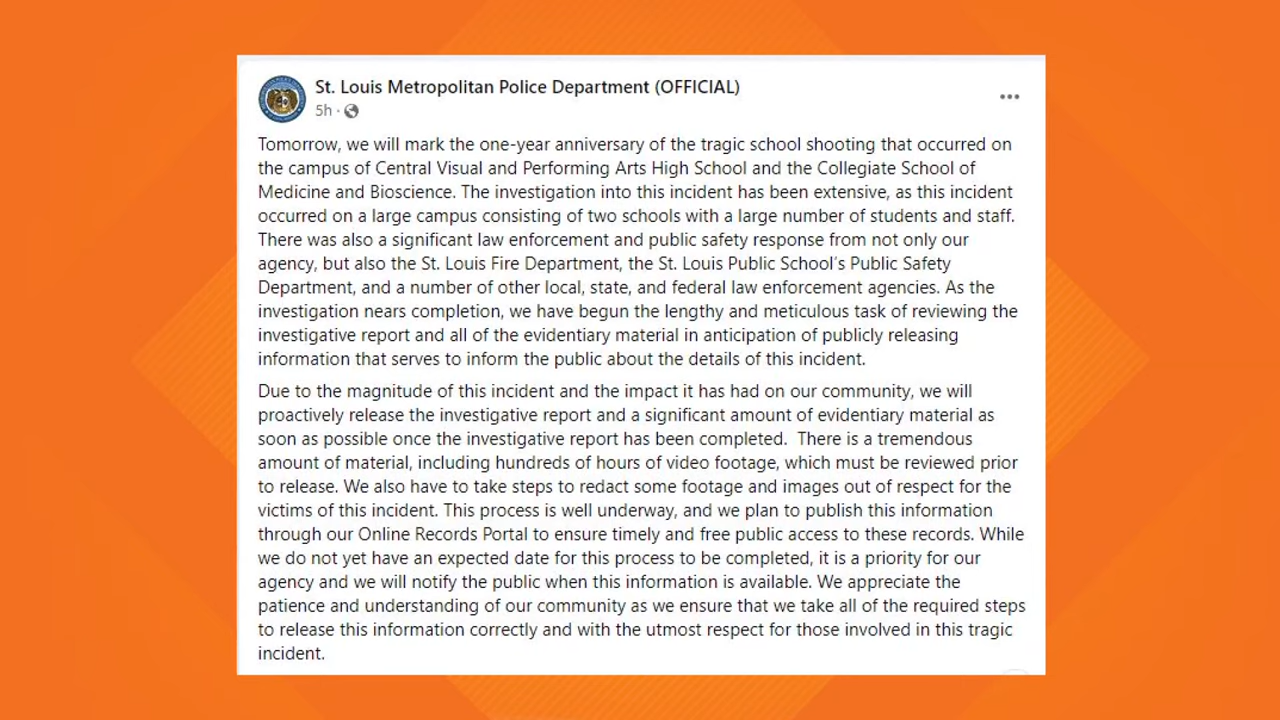 St. Louis Metropolitan Police Department (OFFICIAL)
5h ·
Tomorrow, we will mark the one-year anniversary of the tragic school shooting that occurred on
the campus of Central Visual and Performing Arts High School and the Collegiate School of
Medicine and Bioscience. The investigation into this incident has been extensive, as this incident
occurred on a large campus consisting of two schools with a large number of students and staff.
There was also a significant law enforcement and public safety response from not only our
agency, but also the St. Louis Fire Department, the St. Louis Public School's Public Safety
Department, and a number of other local, state, and federal law enforcement agencies. As the
investigation nears completion, we have begun the lengthy and meticulous task of reviewing the
investigative report and all of the evidentiary material in anticipation of publicly releasing
information that serves to inform the public about the details of this incident.
Due to the magnitude of this incident and the impact it has had on our community, we will
proactively release the investigative report and a significant amount of evidentiary material as
soon as possible once the investigative report has been completed.  There is a tremendous
amount of material, including hundreds of hours of video footage, which must be reviewed prior
to release. We also have to take steps to redact some footage and images out of respect for the
victims of this incident. This process is well underway, and we plan to publish this information
through our Online Records Portal to ensure timely and free public access to these records. While
we do not yet have an expected date for this process to be completed, it is a priority for our
agency and we will notify the public when this information is available. We appreciate the
patience and understanding of our community as we ensure that we take all of the required steps
to release this information correctly and with the utmost respect for those involved in this tragic
incident.